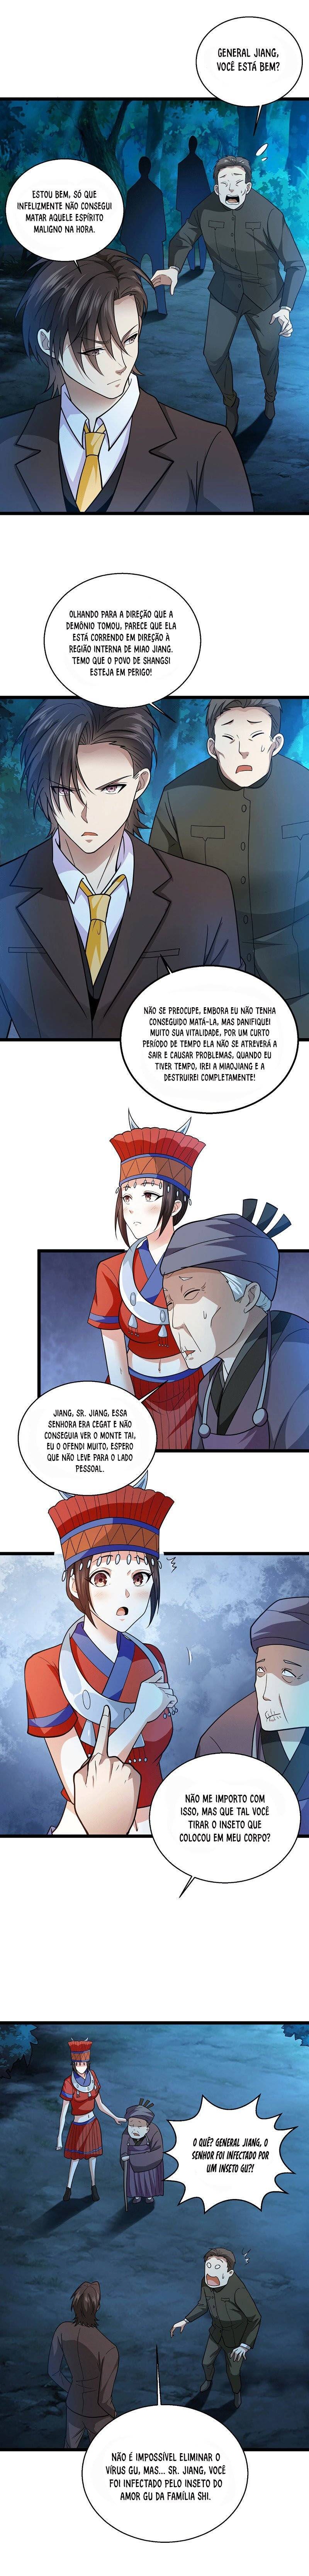 GENERAL JIANG,
VOCÊ ESTÁ BEM?
ESTOU BEM, SÓ QUE
INFELIZMENTE NÃO CONSEGUI
MATAR AQUELE ESPÍRITO
MALIGNO NA HORA.
OLHANDO PARA A DIREÇÃO QUE A
DEMÔNIO TOMOU, PARECE QUE ELA
ESTÁ CORRENDO EM DIREÇÃO À
REGIÃO INTERNA DE MIAO JIANG.
TEMO QUE O POVO DE SHANGSI
ESTEJA EM PERIGO!
NÃO SE PREOCUPE, EMBORA EU NÃO TENHA
CONSEGUIDO MATÁ-LA, MAS DANIFIQUEI
MUITO SUA VITALIDADE, POR UM CURTO
PERÍODO DE TEMPO ELA NÃO SE ATREVERÁ A
SAIR E CAUSAR PROBLEMAS, QUANDO EU
TIVER TEMPO, IREI A MIAOJIANG E A
DESTRUIREI COMPLETAMENTE!
JIANG, SR. JIANG, ESSA
SENHORA ERA CEGAT E NÃO
CONSEGUIA VER O MONTE TAI,
EU O OFENDI MUITO, ESPERO
QUE NÃO LEVE PARA O LADO
PESSOAL.
NÃO ME IMPORTO COM
ISSO, MAS QUE TAL VOCÊ
TIRAR O INSETO QUE
COLOCOU EM MEU CORPO?
O QUÊ? GENERAL JIANG, O
SENHOR FOI INFECTADO POR
UM INSETO GU?!
NÃO É IMPOSSÍVEL ELIMINAR O
VÍRUS GU, MAS... SR. JIANG, VOCÊ
FOI INFECTADO PELO INSETO DO
AMOR GU DA FAMÍLIA SHI.